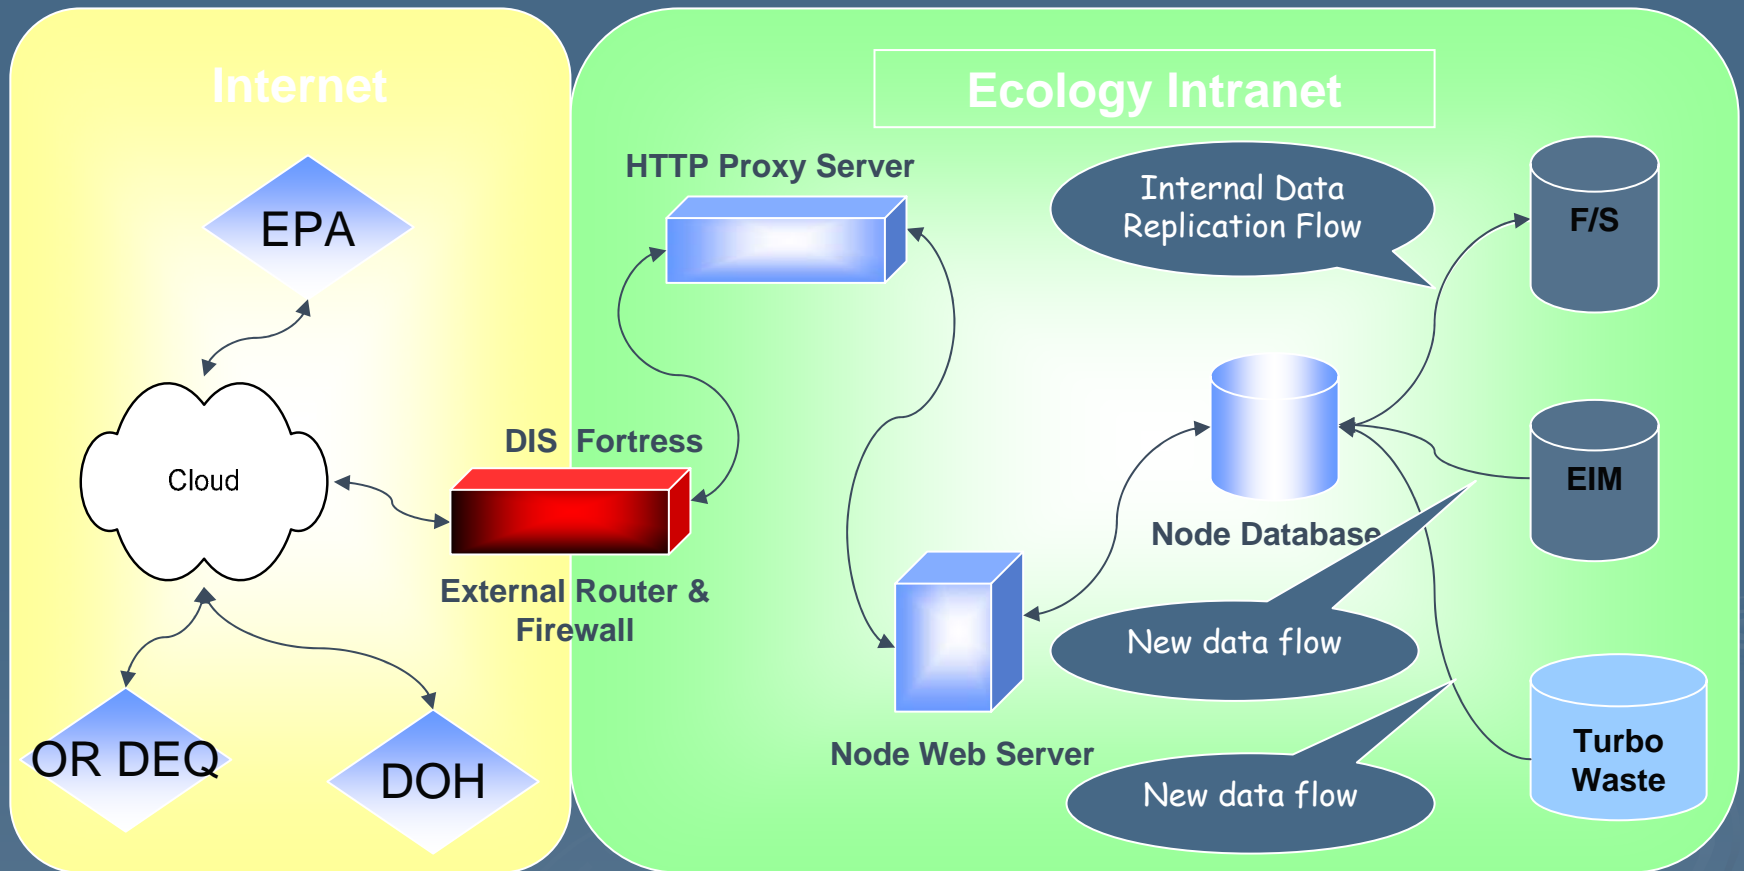 Internet
Ecology Intranet
HTTP Proxy Server
Internal Data
Replication Flow
F/S
EPA
Cloud
DIS  Fortress
External Router &
Firewall
Node Database
EIM
New data flow
Node Web Server
New data flow
Turbo
Waste
OR DEQ
DOH